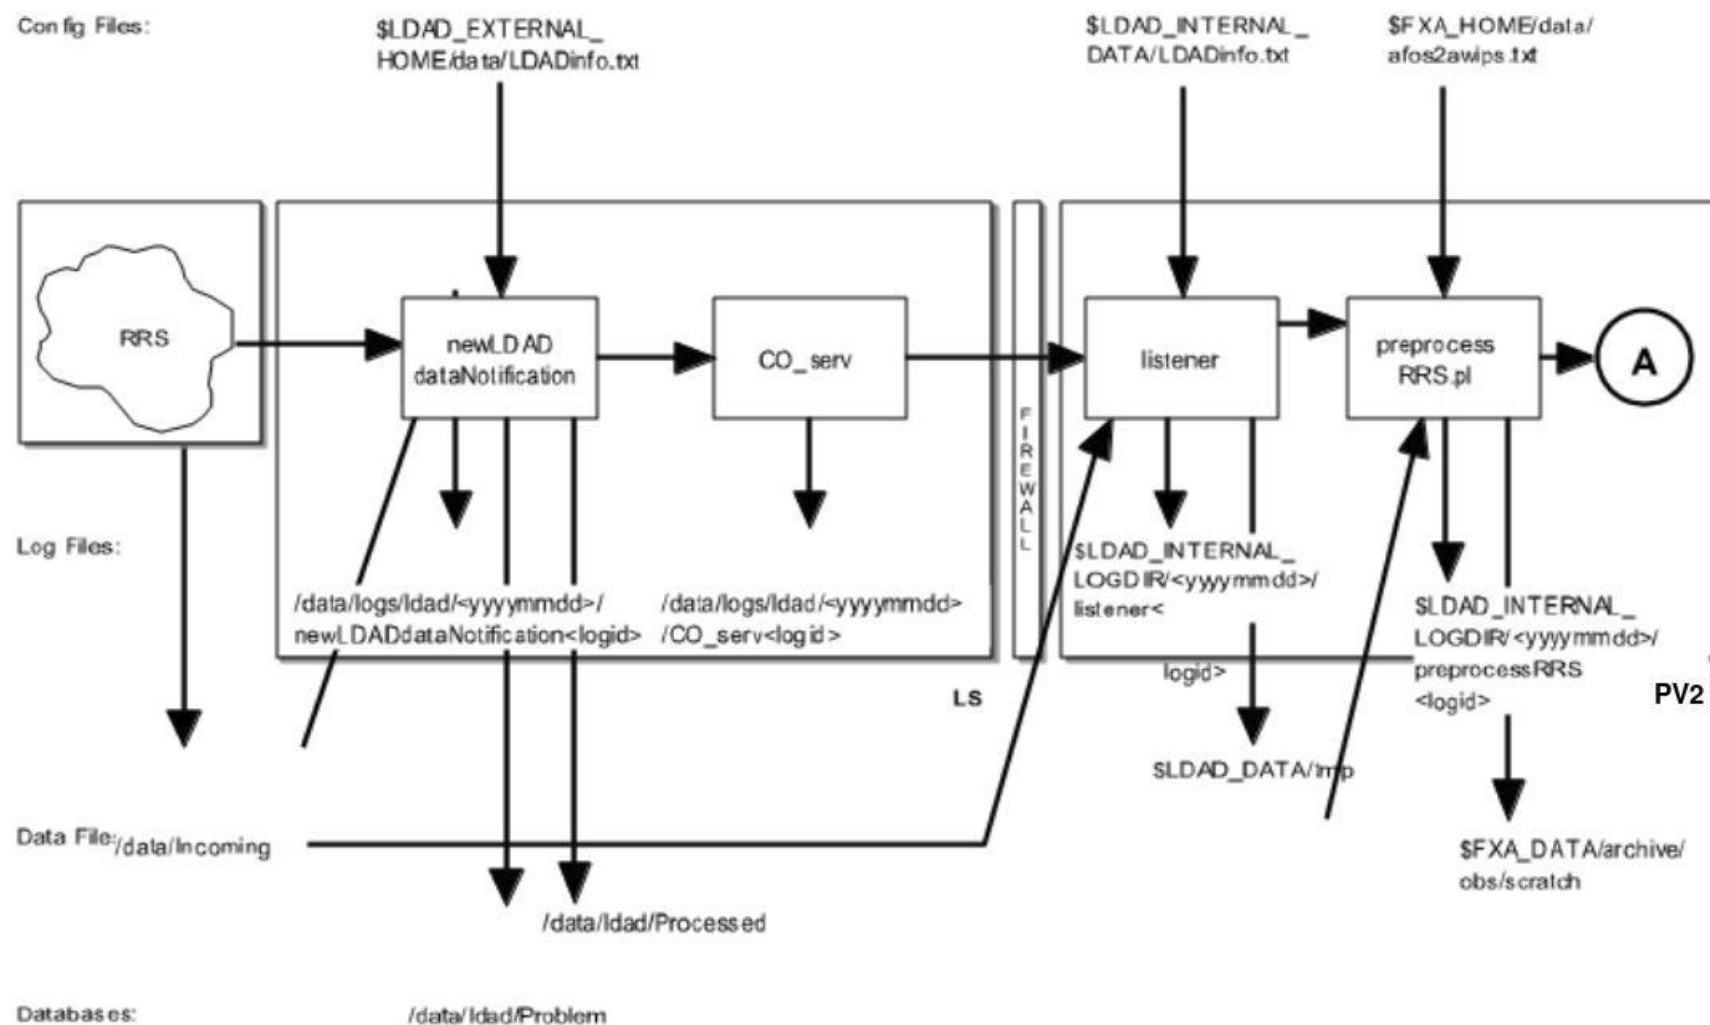 Config Files:
$LDAD_EXTERNAL_
HOME/data/LDADinfo.txt
$LDAD_INTERNAL_
DATA/LDADinfo.txt
$FXA_HOME/data/
afos2awips.txt
RRS
newLDAD
dataNotification
CO_serv
FIREWALL
listener
preprocess
RRS.pl
A
Log Files:
/data/logs/ldad/<yyyymmdd>/
newLDADdataNotification<logid>
/data/logs/ldad/<yyyymmdd>
/CO_serv<logid>
$LDAD_INTERNAL_
LOGDIR/<yyyymmdd>/
listener<
logid>
$LDAD_INTERNAL_
LOGDIR/<yyyymmdd>/
preprocessRRS
<logid>
LS
PV2
$LDAD_DATA/tmp
Data File:
/data/Incoming
$FXA_DATA/archive/
obs/scratch
/data/ldad/Processed
Databases:
/data/ldad/Problem